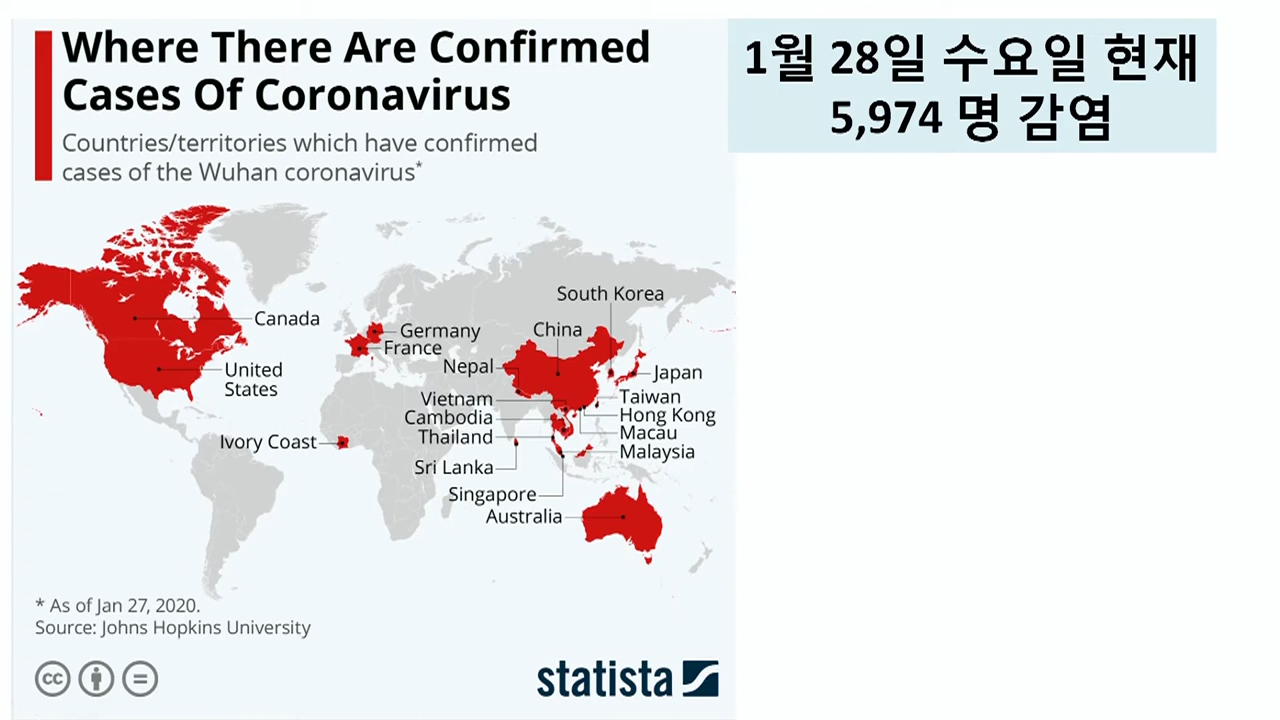 Where There Are Confirmed
Cases Of Coronavirus
Countries/territories which have confirmed
cases of the Wuhan coronavirus*
1월 28일 수요일 현재
5,974 명 감염
South Korea
Canada
Germany
China
France
Nepal
United
States
Japan
Vietnam
Taiwan
Cambodia
Hong Kong
Ivory Coast
Thailand
Macau
Malaysia
Sri Lanka
Singapore
Australia
* As of Jan 27, 2020.
Source: Johns Hopkins University
cc
=
statista